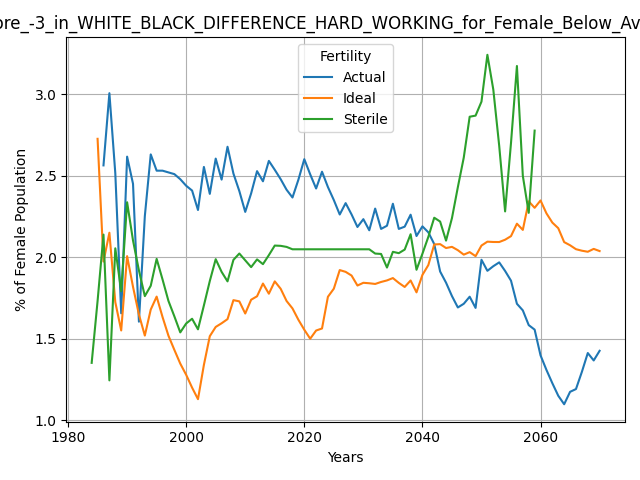 ore_-3_in_WHITE_BLACK_DIFFERENCE_HARD_WORKING_for_Female_Below_Av
Fertility
Actual
Ideal
Sterile
% of Female Population
3.0
2.5
2.0
1.5
1.0
1980
2000
2020
2040
2060
Years